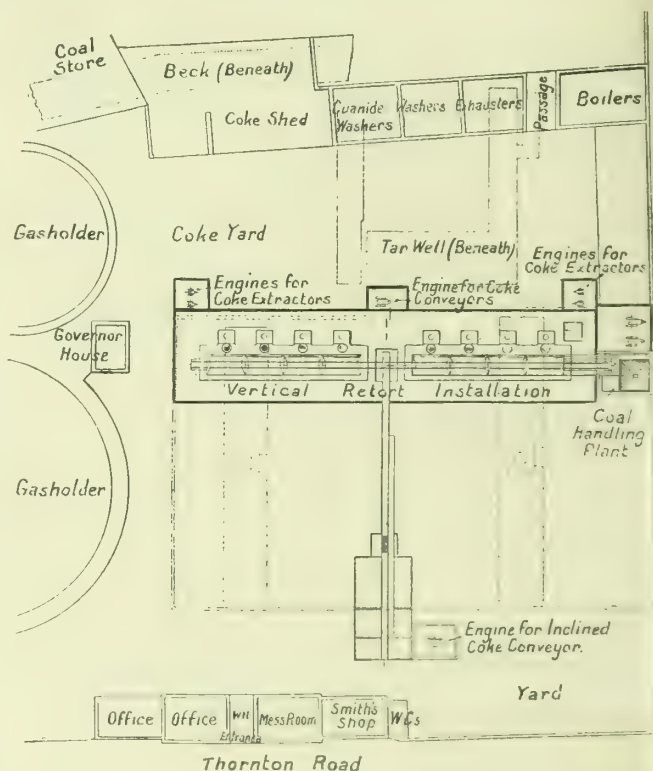 Coal
Store
Beck (Beneath)
Coke Shed
Cyanide
Washers
Washers
Exhausters
Passage
Boilers
Gasholder
Coke Yard
Tar Well (Beneath)
Engines for
Coke Extractors
Engine for Coke
Conveyors
Engines for
Coke Extractors
Governor
House
C
C
C
C
C
C
C
Vertical Retort Installation
Coal
Handling
Plant
Gasholder
Engine for Inclined
Coke Conveyor.
Yard
Office
Office
WH
Entrance
Mess Room
Smith's
Shop
W.Cs
Thornton Road